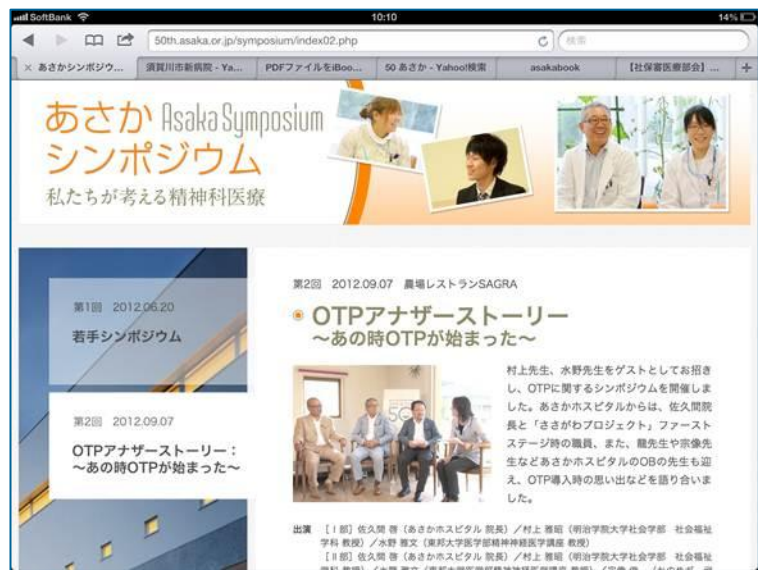 SoftBank 10:10 14%
50th.asaka.or.jp/symposium/index02.php 検索
× あさかシンポジウ... 須賀川市新病院 - Ya... PDFファイルをiBoo... 50 あさか - Yahoo!検索 asakabook 【社保審医療部会】 ...
あさか Asaka Symposium
シンポジウム
私たちが考える精神科医療
第1回 2012.06.20
若手シンポジウム
第2回 2012.09.07
OTPアナザーストーリー：
〜あの時OTPが始まった〜
第2回 2012.09.07 農場レストランSAGRA
OTPアナザーストーリー
〜あの時OTPが始まった〜
村上先生、水野先生をゲストとしてお招き
し、OTPに関するシンポジウムを開催しま
した。あさかホスピタルからは、佐久間院
長と「ささがわプロジェクト」ファースト
ステージ時の職員、また、龍先生や宗像先
生などあさかホスピタルのOBの先生も迎
え、OTP導入時の思い出などを語り合いま
した。
出演 ［Ⅰ部］佐久間 啓（あさかホスピタル 院長）／村上 雅昭（明治学院大学社会学部 社会福祉
学科 教授）／水野 雅文（東邦大学医学部精神神経医学講座 教授）
［Ⅱ部］佐久間 啓（あさかホスピタル 院長）／村上 雅昭（明治学院大学社会学部 社会福祉